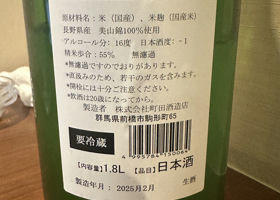 原材料名：米（国産）、米麹（国産米）
長野県産 美山錦100%使用
アルコール分：16度 日本酒度：-1
精米歩合：55% 無濾過
*無濾過ですのでおりがあります。
*直汲みのため、若干のガスを含みます。
*開栓には十分ご注意ください。
*飲酒は20歳になってから。
製造者 株式会社町田酒造店
群馬県前橋市駒形町65
要冷蔵
4995784150064
【内容量】1.8L 【品目】日本酒
製造年月：2025年2月 生酒